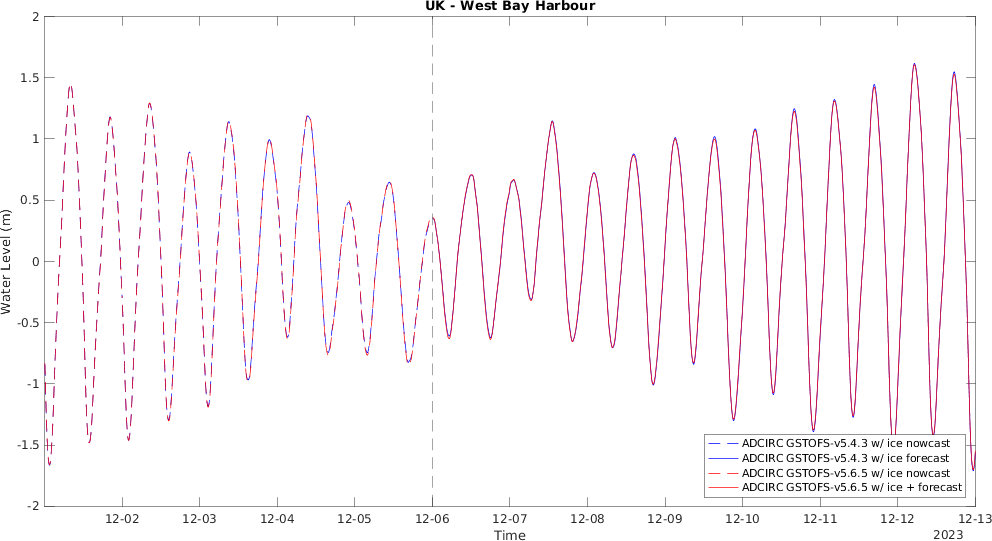 UK - West Bay Harbour
2
1.5
1
0.5
0
-0.5
-1
-1.5
-2
Water Level (m)
12-02 12-03 12-04 12-05 12-06 12-07 12-08 12-09 12-10 12-11 12-12 12-13
Time
2023
ADCIRC GSTOFS-v5.4.3 w/ ice nowcast
ADCIRC GSTOFS-v5.4.3 w/ ice forecast
ADCIRC GSTOFS-v5.6.5 w/ ice nowcast
ADCIRC GSTOFS-v5.6.5 w/ ice + forecast